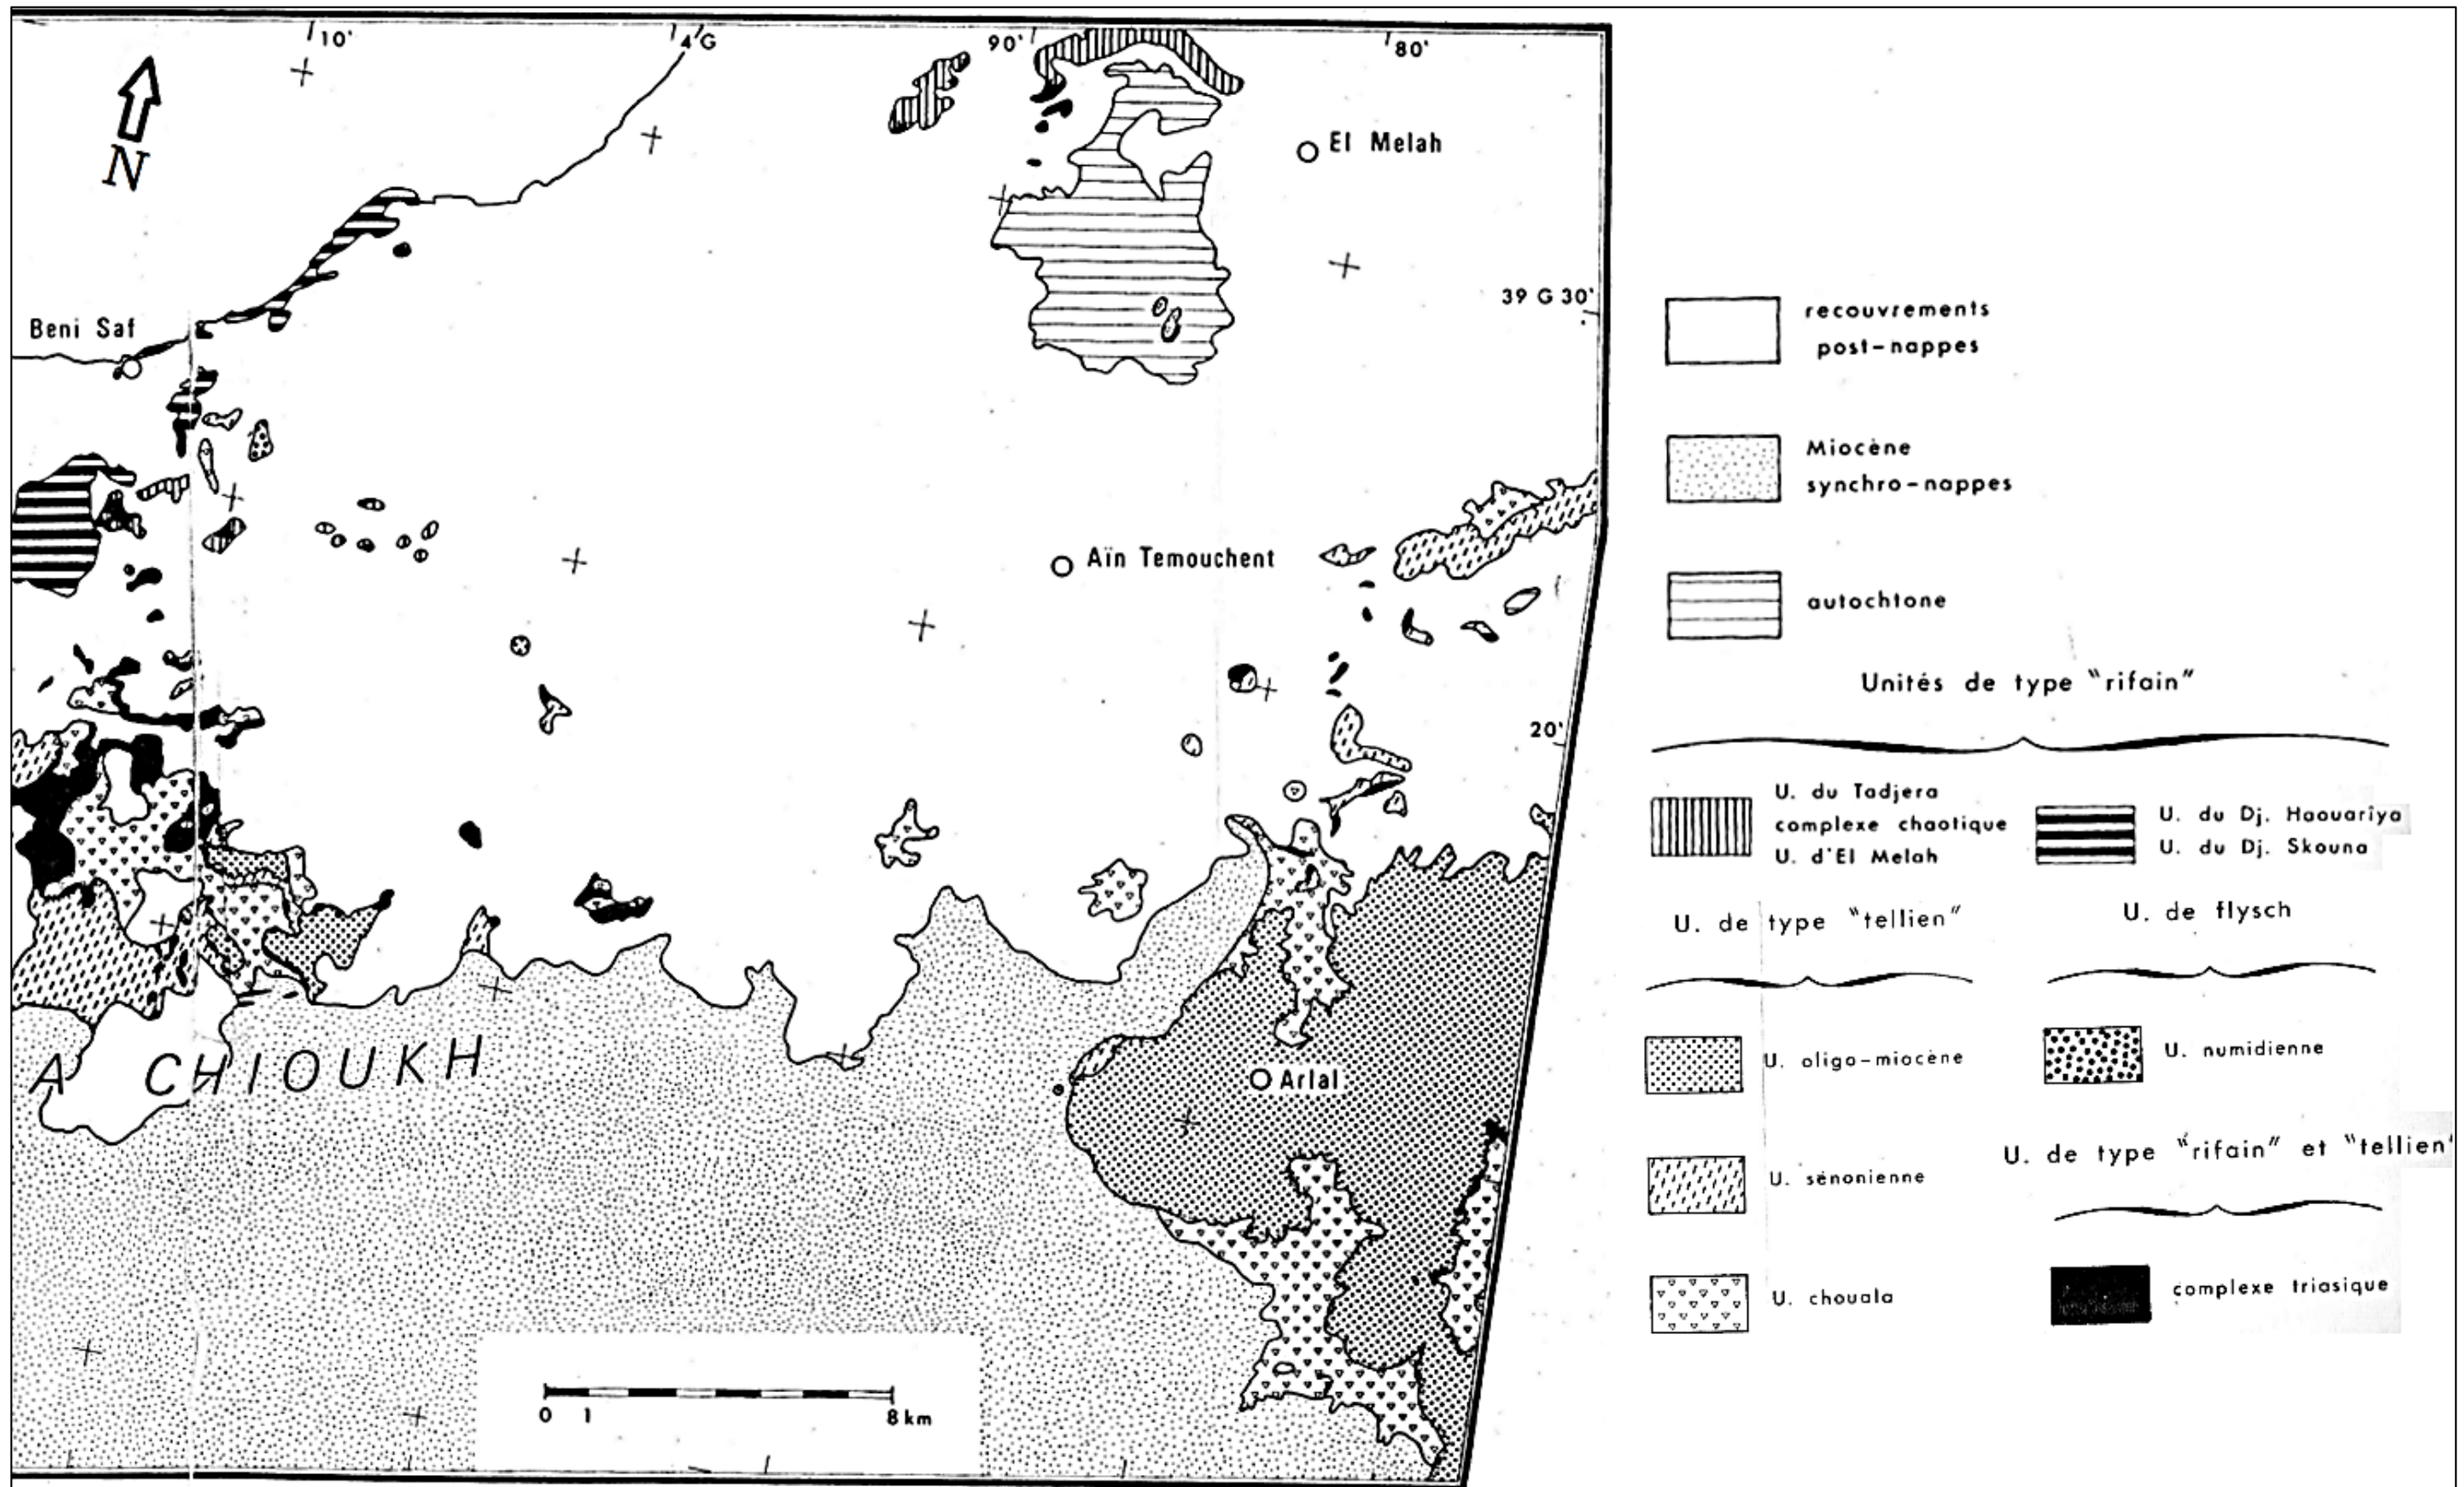 10'
4'G
90'
80'
N
El Melah
39 G 30'
Beni Saf
Aïn Temouchent
20'
A CHIOUKH
Arlal
0 1 8 km
recouvrements
post-nappes
Miocène
synchro-nappes
autochtone
Unités de type "rifain"
U. du Tadjera
complexe chaotique
U. d'El Melah
U. du Dj. Haouariya
U. du Dj. Skouna
U. de type "tellien"
U. de flysch
U. oligo-miocène
U. numidienne
U. sénonienne
U. de type "rifain" et "tellien"
U. chouala
complexe triasique